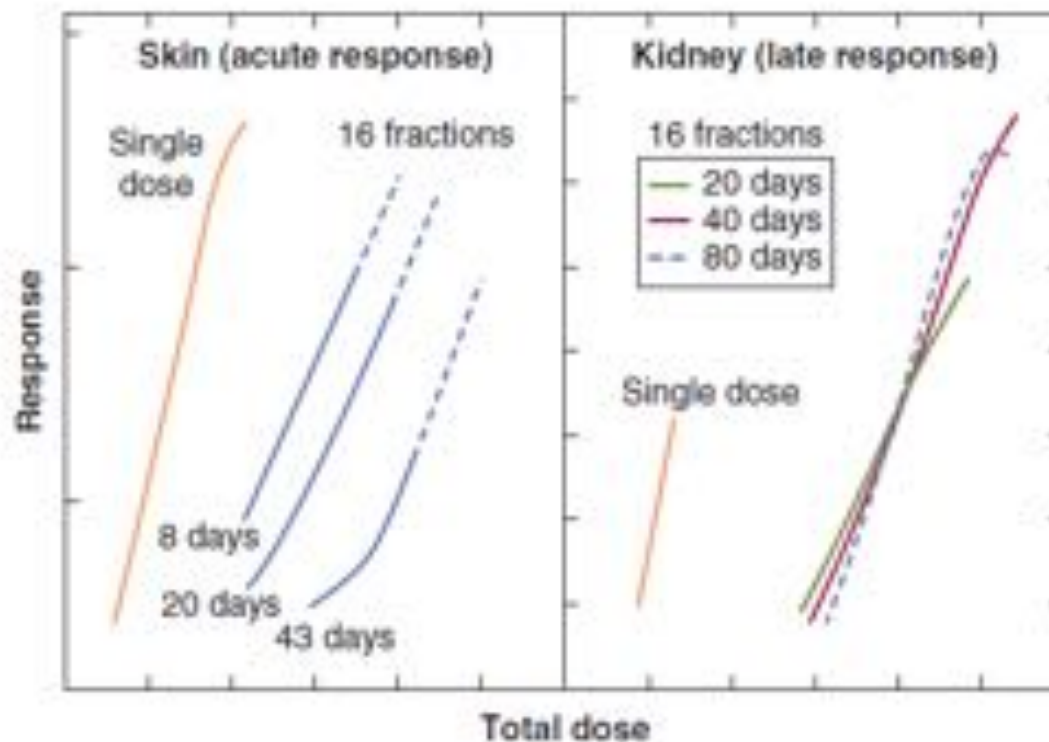 Skin (acute response)
Single
dose
16 fractions
8 days
20 days
43 days
Kidney (late response)
16 fractions
20 days
40 days
80 days
Single dose
Response
Total dose